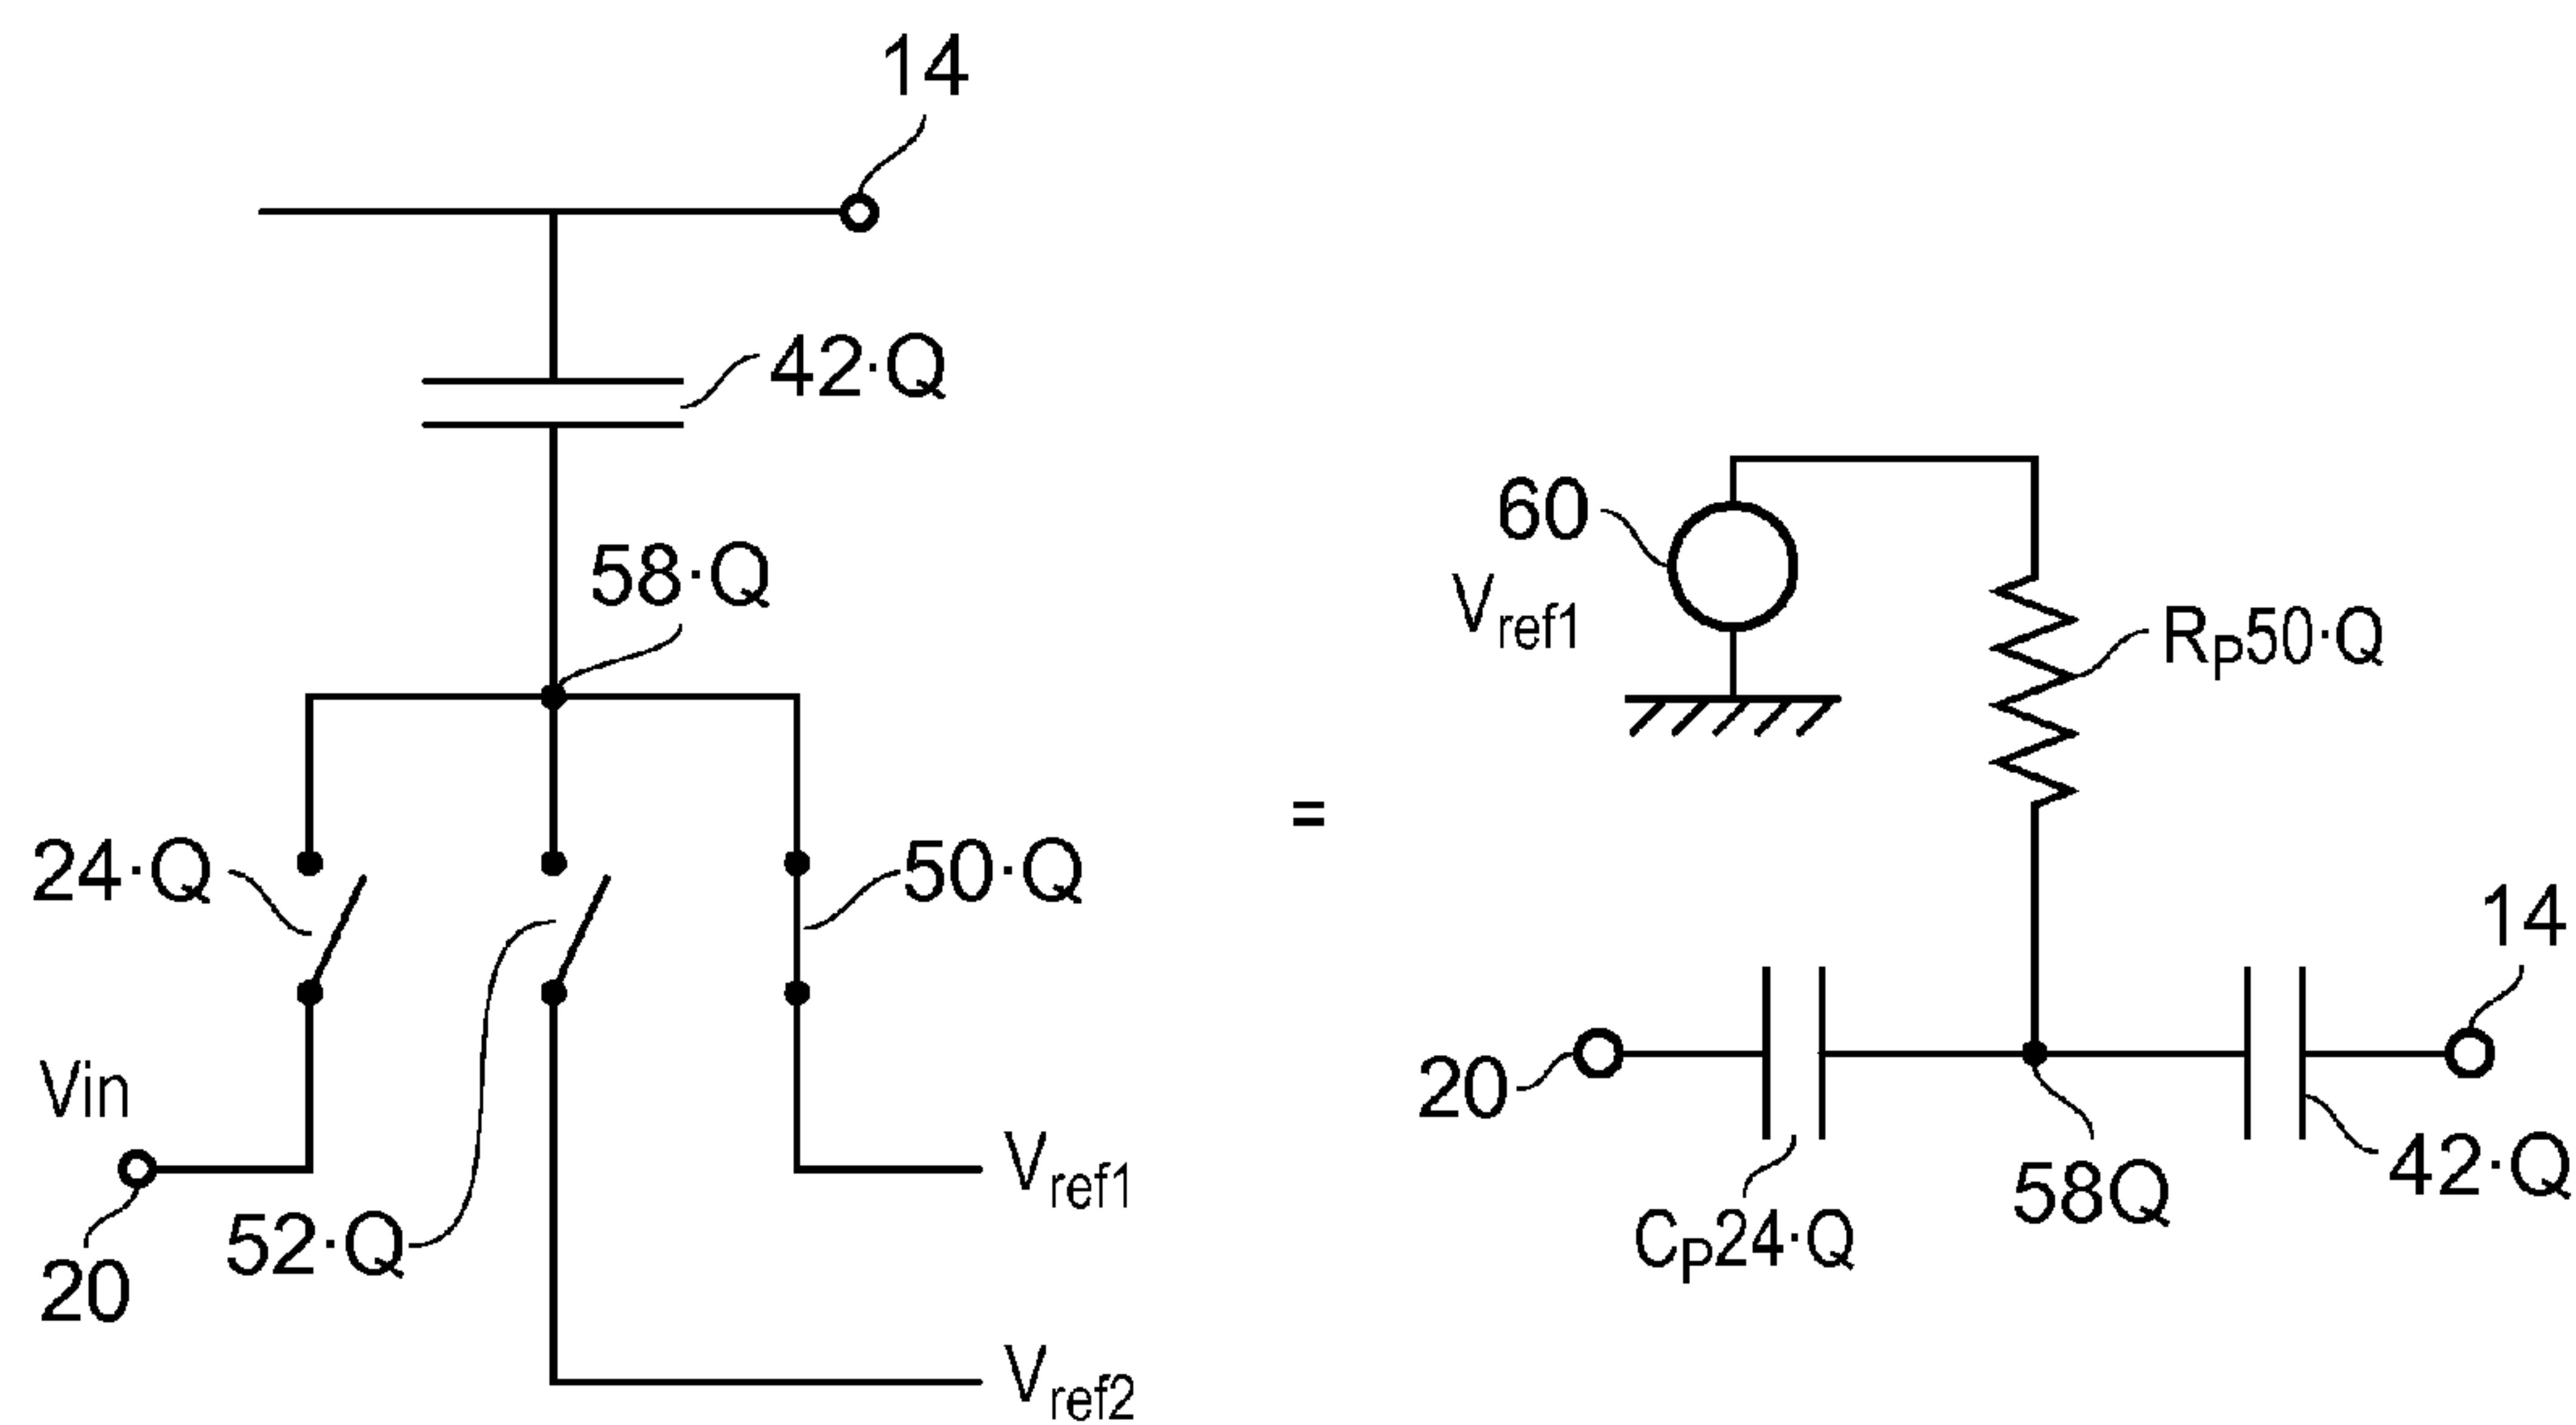 14
42·Q
58·Q
24·Q
50·Q
Vin
20
52·Q
Vref1
Vref2
=
60
Vref1
RP50·Q
14
20
CP24·Q
58Q
42·Q